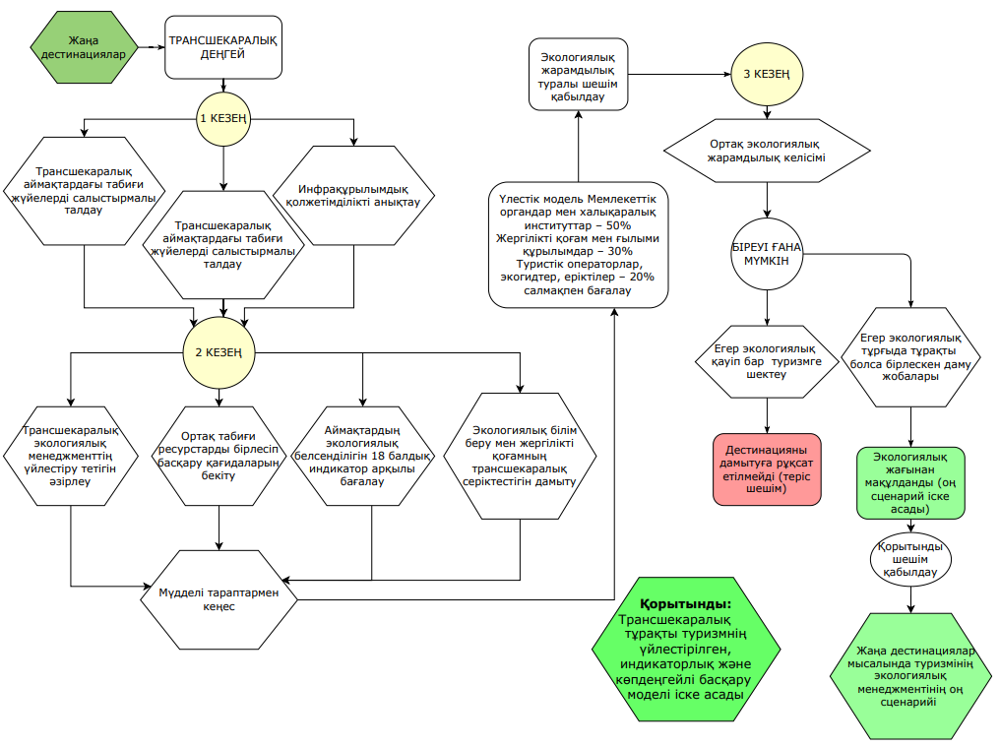 Жаңа
дестинациялар
ТРАНСШЕКАРАЛЫҚ
ДЕҢГЕЙ
1 КЕЗЕҢ
Трансшекаралық
аймақтардағы табиғи
жүйелерді салыстырмалы
талдау
Трансшекаралық
аймақтардағы табиғи
жүйелерді салыстырмалы
талдау
Инфрақұрылымдық
қолжетімділікті анықтау
2 КЕЗЕҢ
Трансшекаралық
экологиялық
менеджменттің
үйлестіру тетігін
әзірлеу
Ортақ табиғи
ресурстарды бірлесіп
басқару қағидаларын
бекіту
Аймақтардың
экологиялық
белсенділігін 18 балдық
индикатор арқылы
бағалау
Экологиялық білім
беру мен жергілікті
қоғамның
трансшекаралық
серіктестігін дамыту
Мүдделі тараптармен
кеңес
Үлестік модель Мемлекеттік
органдар мен халықаралық
институттар – 50%
Жергілікті қоғам мен ғылыми
құрылымдар – 30%
Туристік операторлар,
экогидтер, еріктілер – 20%
салмақпен бағалау
Экологиялық
жарамдылық
туралы шешім
қабылдау
3 КЕЗЕҢ
Ортақ экологиялық
жарамдылық келісімі
БІРЕУІ ҒАНА
МҮМКІН
Егер экологиялық
қауіп бар туризмге
шектеу
Егер экологиялық
тұрғыда тұрақты
болса бірлескен даму
жобалары
Дестинацияны
дамытуға рұқсат
етілмейді (теріс
шешім)
Экологиялық
жағынан
мақұлданды (оң
сценарий іске
асады)
Қорытынды
шешім
қабылдау
Жаңа дестинациялар
мысалында туризмінің
экологиялық
менеджментінің оң
сценарийі
Қорытынды:
Трансшекаралық
тұрақты туризмнің
үйлестірілген,
индикаторлық және
көпдеңгейлі басқару
моделі іске асады